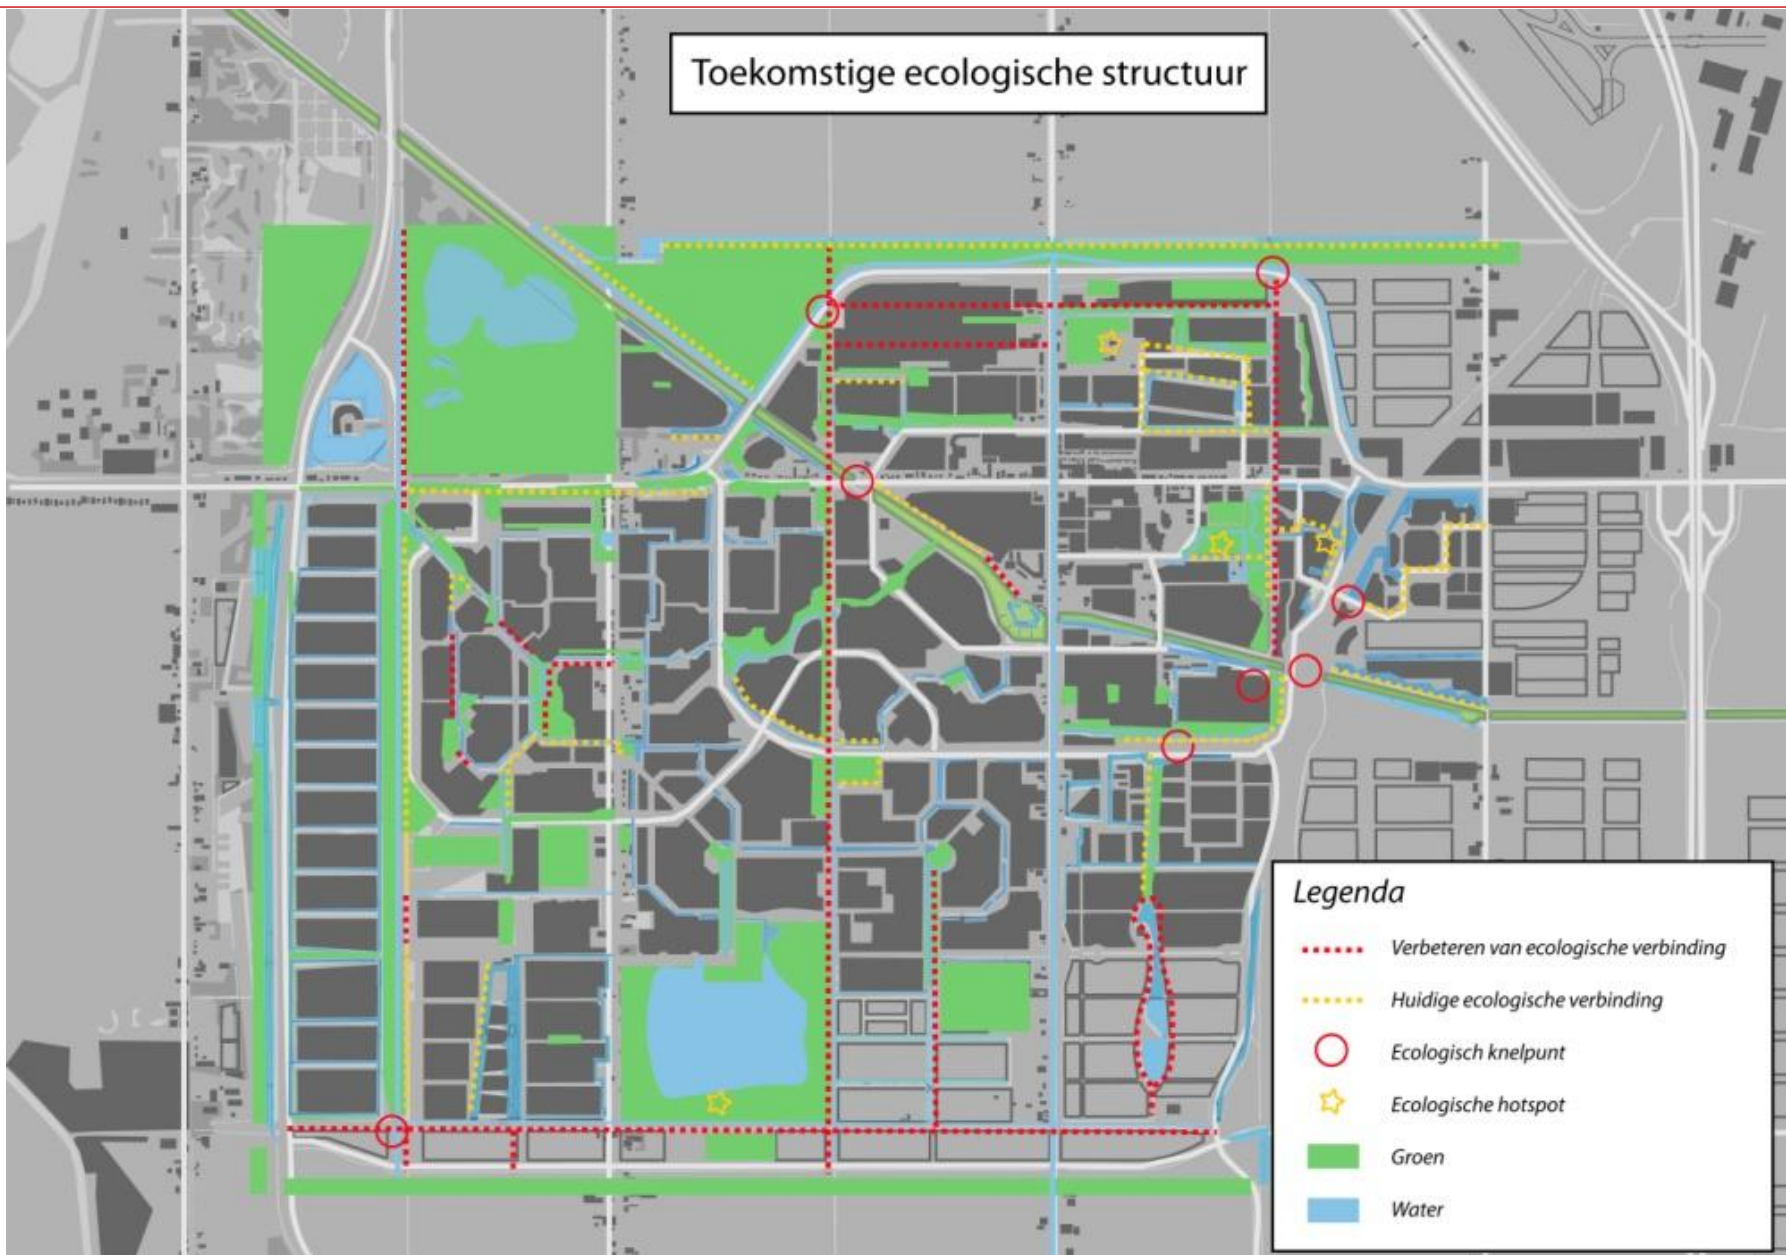 Toekomstige ecologische structuur
Legenda
Verbeteren van ecologische verbinding
Huidige ecologische verbinding
Ecologisch knelpunt
Ecologische hotspot
Groen
Water